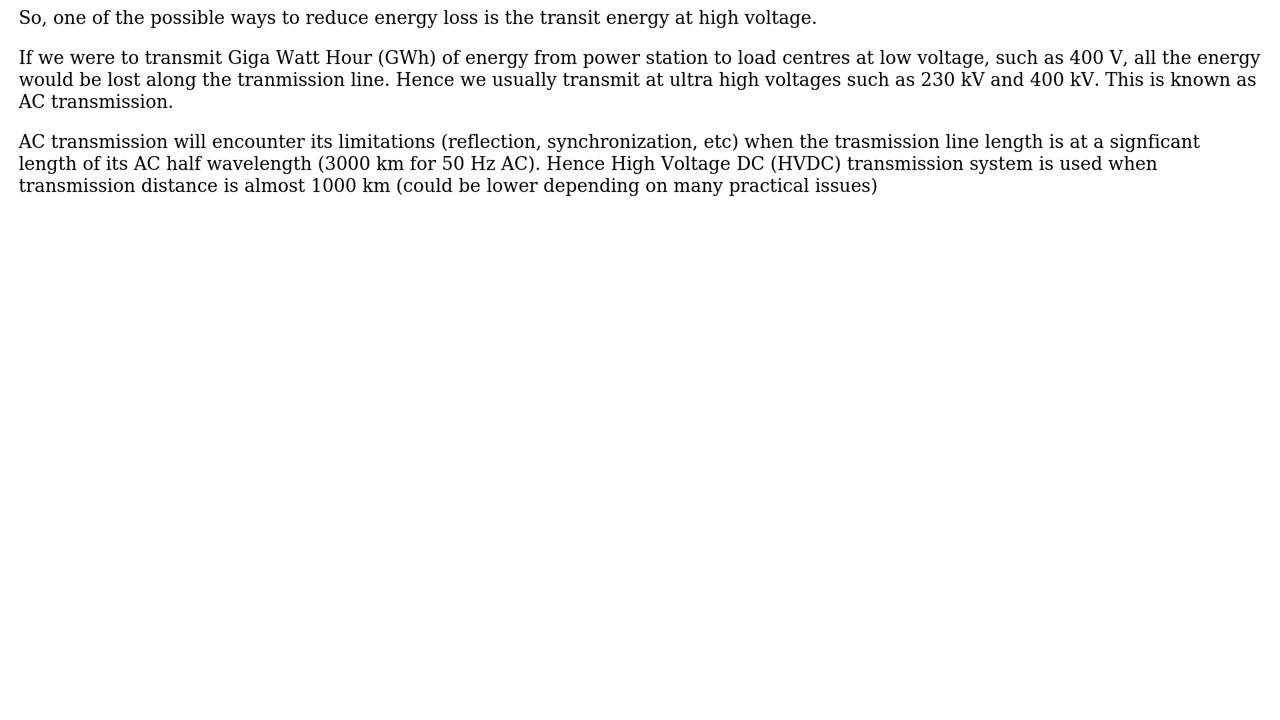 So, one of the possible ways to reduce energy loss is the transit energy at high voltage.
If we were to transmit Giga Watt Hour (GWh) of energy from power station to load centres at low voltage, such as 400 V, all the energy
would be lost along the tranmission line. Hence we usually transmit at ultra high voltages such as 230 kV and 400 kV. This is known as
AC transmission.
AC transmission will encounter its limitations (reflection, synchronization, etc) when the trasmission line length is at a signficant
length of its AC half wavelength (3000 km for 50 Hz AC). Hence High Voltage DC (HVDC) transmission system is used when
transmission distance is almost 1000 km (could be lower depending on many practical issues)